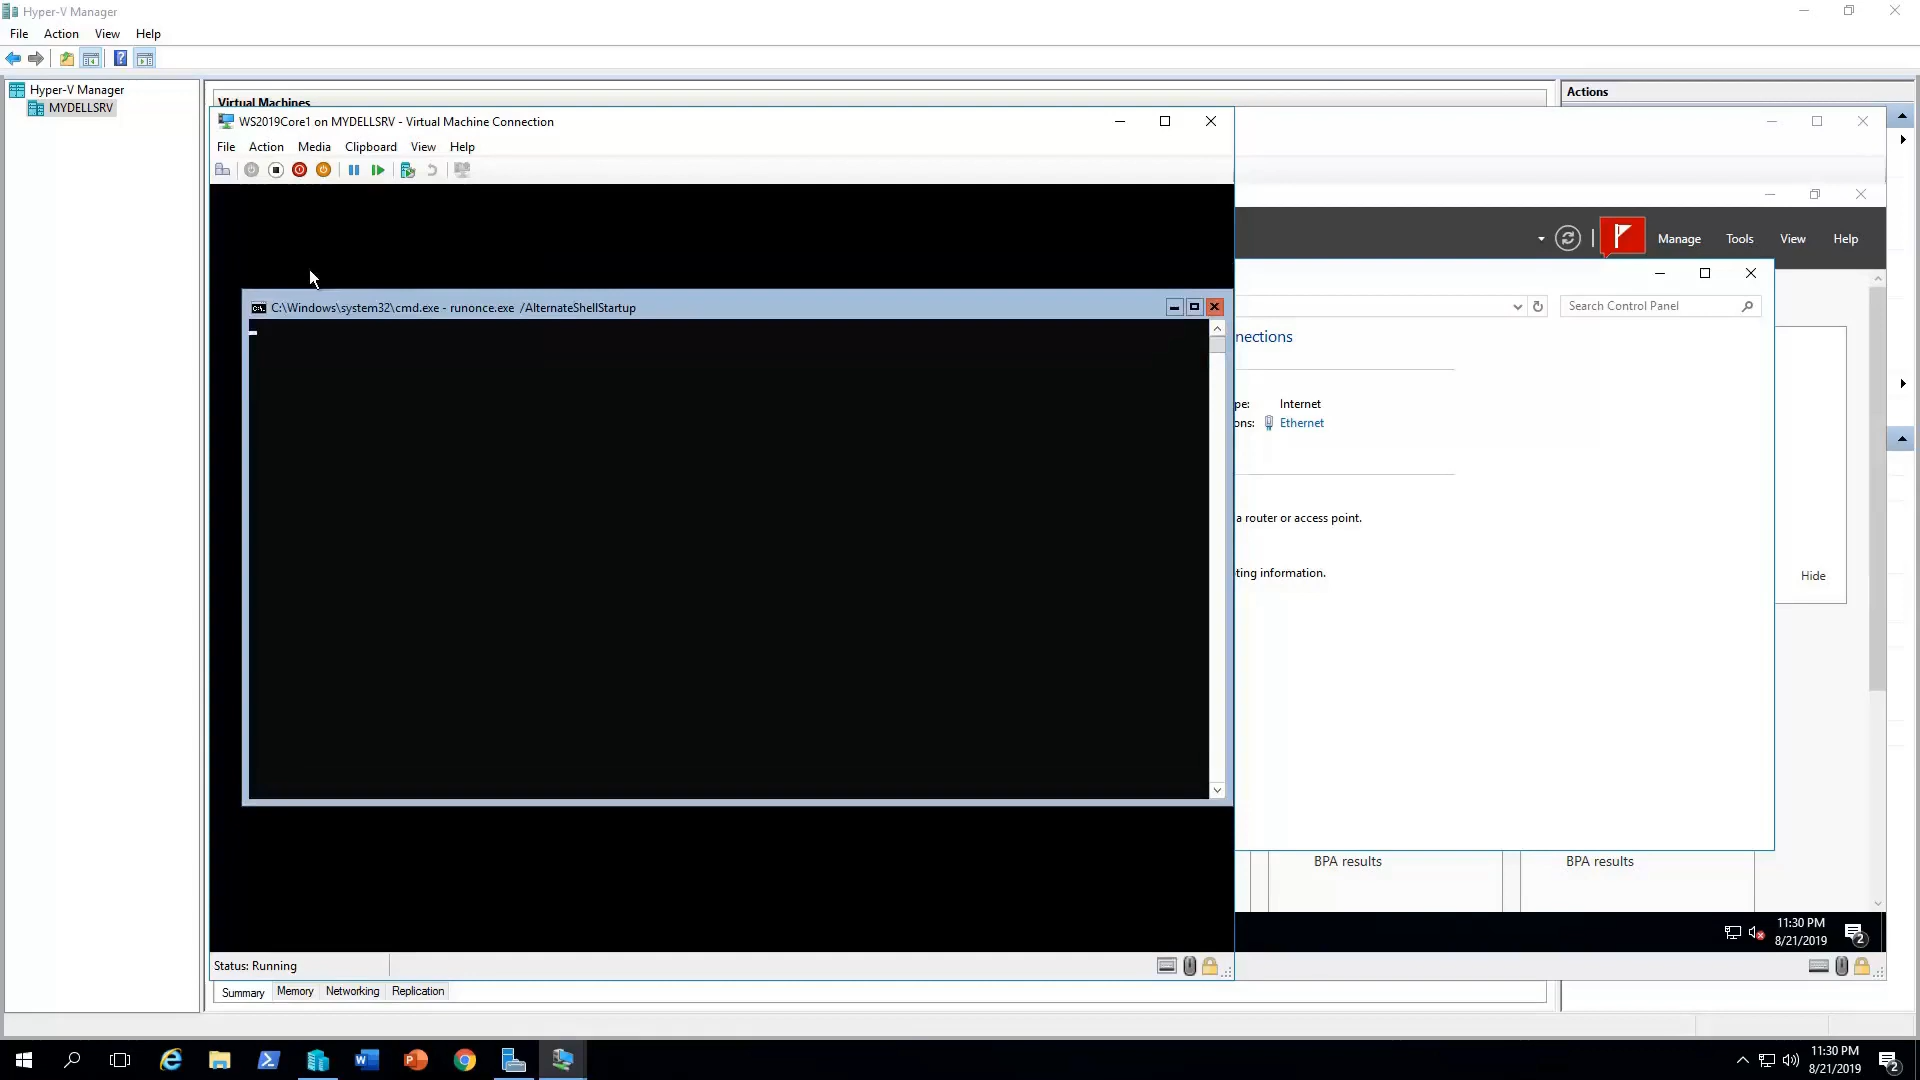 Hyper-V Manager
File Action View Help
Hyper-V Manager
MYDELLSRV
Virtual Machines
Actions
WS2019Core1 on MYDELLSRV - Virtual Machine Connection
File Action Media Clipboard View Help
Manage Tools View Help
C:\Windows\system32\cmd.exe - runonce.exe /AlternateShellStartup
Search Control Panel
nections
pe: Internet
ons: Ethernet
a router or access point.
ting information.
Hide
BPA results
BPA results
11:30 PM
8/21/2019
2
Status: Running
Summary Memory Networking Replication
11:30 PM
8/21/2019
2